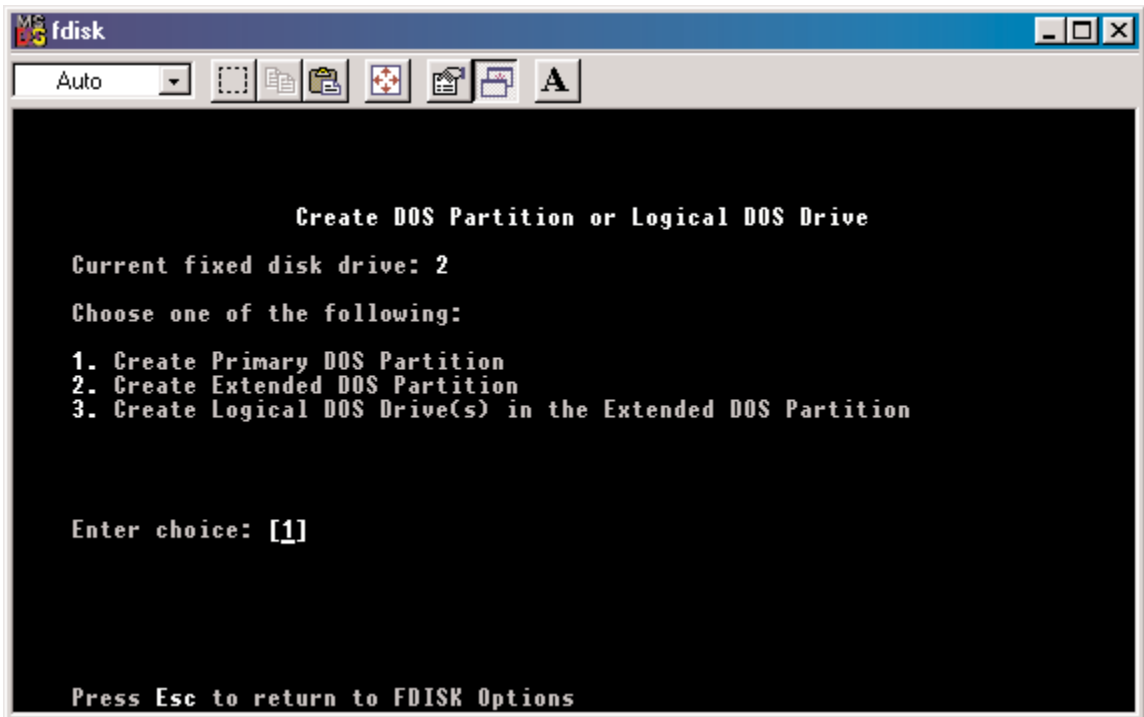 fdisk
Auto
A
Create DOS Partition or Logical DOS Drive
Current fixed disk drive: 2
Choose one of the following:
1. Create Primary DOS Partition
2. Create Extended DOS Partition
3. Create Logical DOS Drive(s) in the Extended DOS Partition
Enter choice: [1]
Press Esc to return to FDISK Options